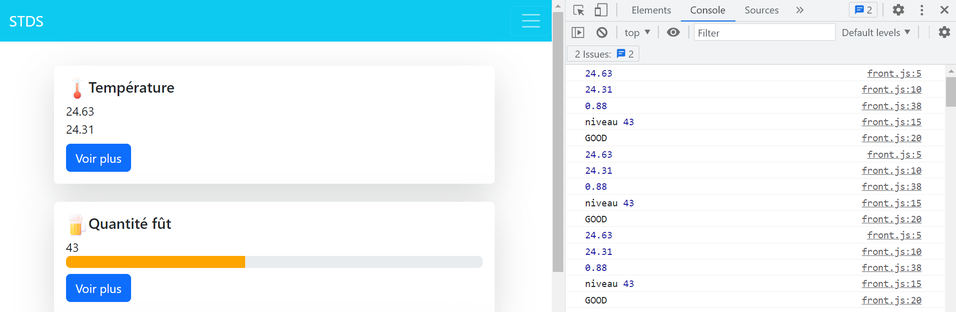 STDS
Température
24.63
24.31
Voir plus
Quantité fût
43
Voir plus
Elements Console Sources 2
top Filter Default levels
2 Issues: 2
24.63 front.js:5
24.31 front.js:10
0.88 front.js:38
niveau 43 front.js:15
GOOD front.js:20
24.63 front.js:5
24.31 front.js:10
0.88 front.js:38
niveau 43 front.js:15
GOOD front.js:20
24.63 front.js:5
24.31 front.js:10
0.88 front.js:38
niveau 43 front.js:15
GOOD front.js:20